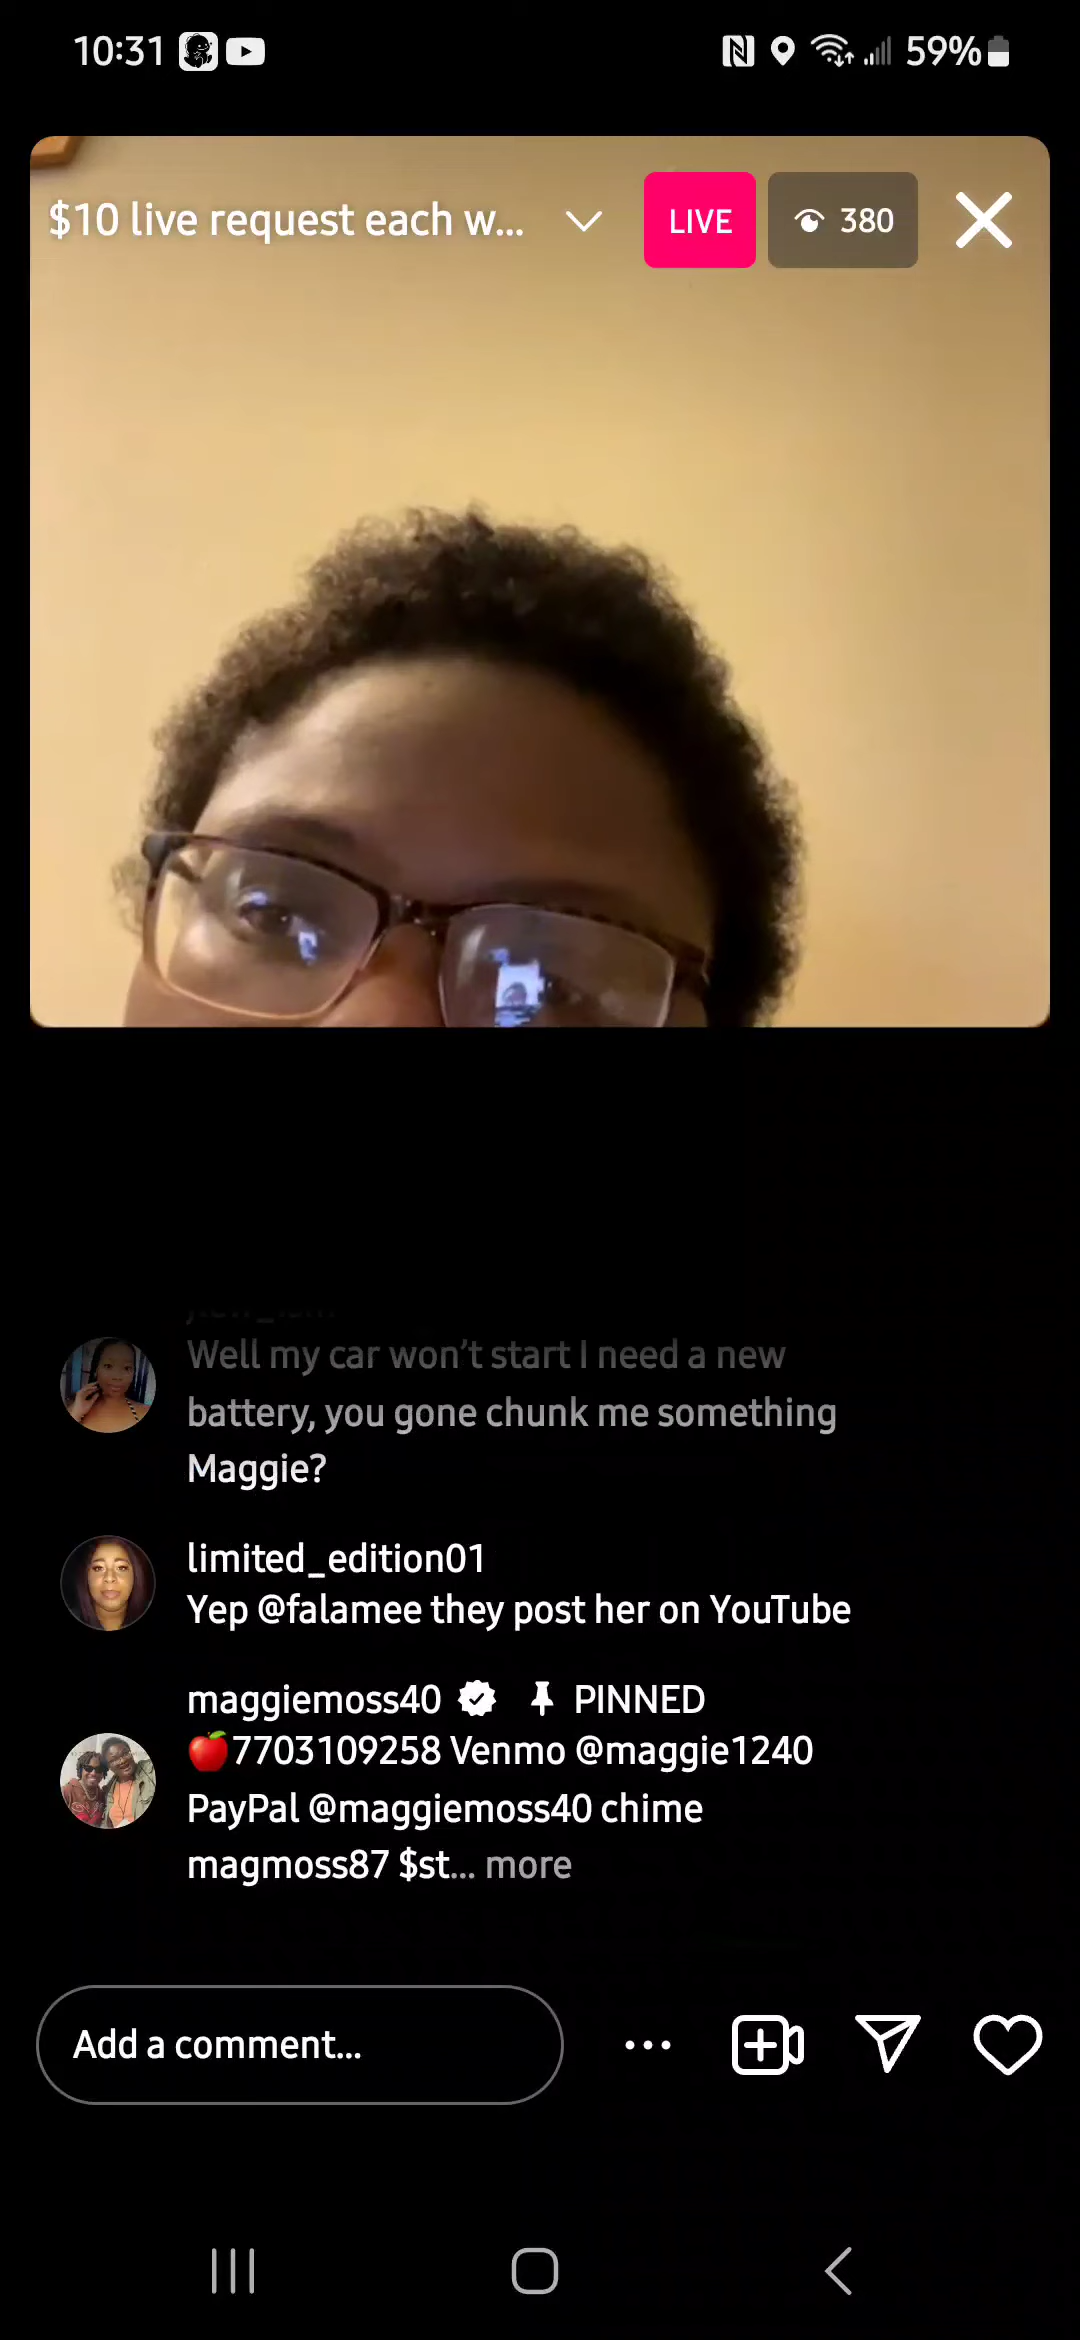 10:31
59%
$10 live request each w...
LIVE
380
Well my car won't start I need a new
battery, you gone chunk me something
Maggie?
limited_edition01
Yep @falamee they post her on YouTube
maggiemoss40 PINNED
🍎7703109258 Venmo @maggie1240
PayPal @maggiemoss40 chime
magmoss87 $st... more
Add a comment...